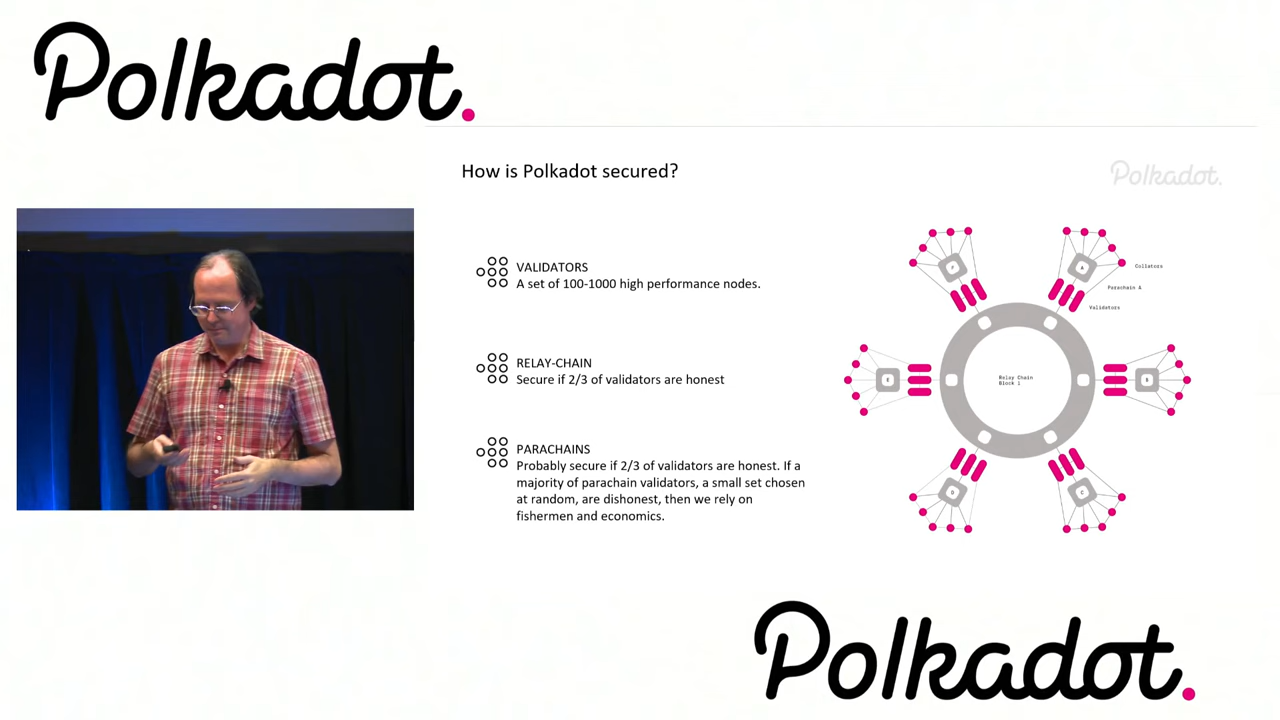 Polkadot.
How is Polkadot secured?
Polkadot.
VALIDATORS
A set of 100-1000 high performance nodes.
RELAY-CHAIN
Secure if 2/3 of validators are honest
PARACHAINS
Probably secure if 2/3 of validators are honest. If a
majority of parachain validators, a small set chosen
at random, are dishonest, then we rely on
fishermen and economics.
F
A
Collators
Parachain A
Validators
E
Relay Chain
Block 1
B
D
C
Polkadot.